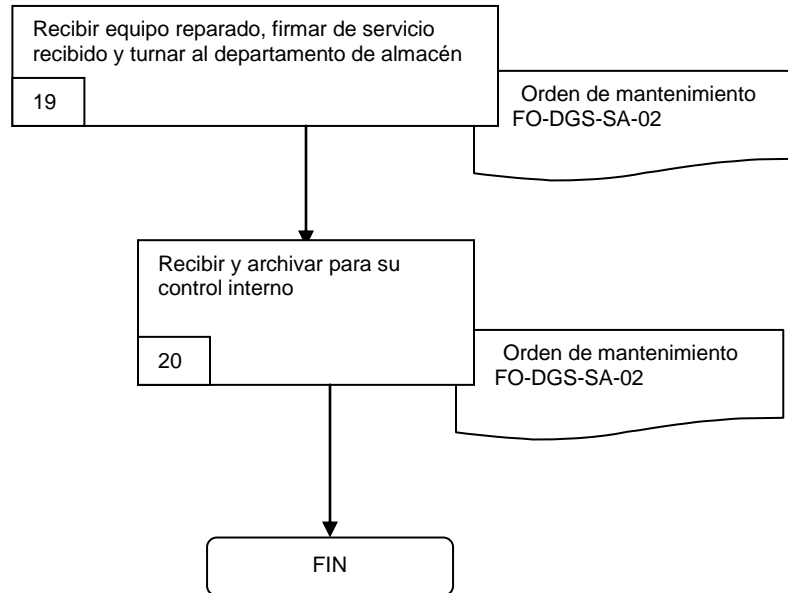 Recibir equipo reparado, firmar de servicio
recibido y turnar al departamento de almacén
19
Orden de mantenimiento
FO-DGS-SA-02
Recibir y archivar para su
control interno
20
Orden de mantenimiento
FO-DGS-SA-02
FIN